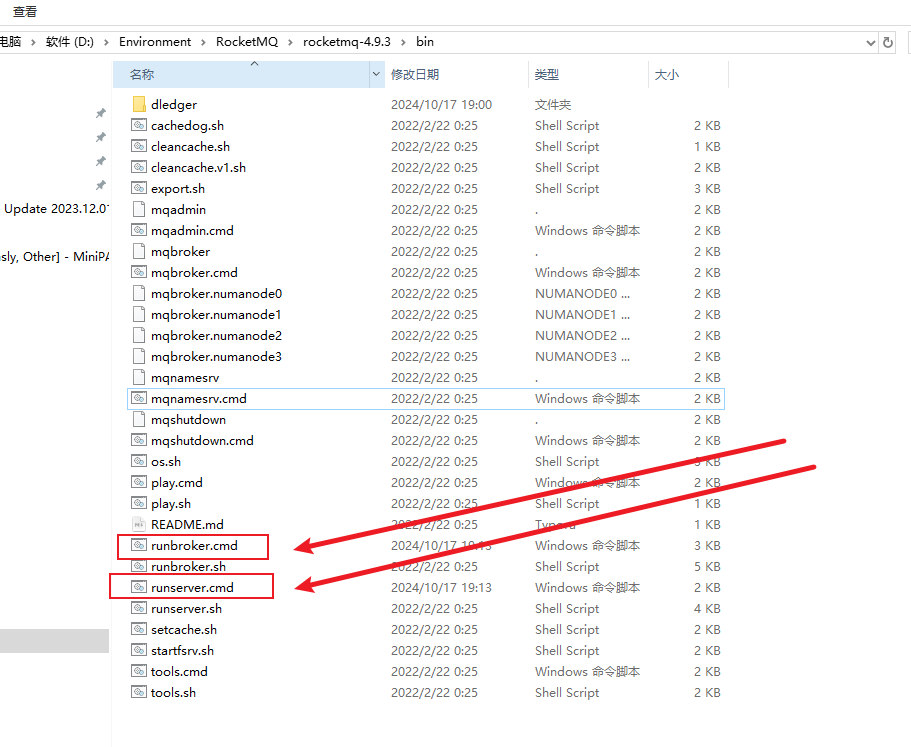 查看
电脑 › 软件 (D:) › Environment › RocketMQ › rocketmq-4.9.3 › bin
名称 修改日期 类型 大小
dledger 2024/10/17 19:00 文件夹
cachedog.sh 2022/2/22 0:25 Shell Script 2 KB
cleancache.sh 2022/2/22 0:25 Shell Script 1 KB
cleancache.v1.sh 2022/2/22 0:25 Shell Script 2 KB
export.sh 2022/2/22 0:25 Shell Script 3 KB
mqadmin 2022/2/22 0:25 . 2 KB
Update 2023.12.0
mqadmin.cmd 2022/2/22 0:25 Windows 命令脚本 2 KB
mqbroker 2022/2/22 0:25 . 2 KB
sly, Other] - MiniPA
mqbroker.cmd 2022/2/22 0:25 Windows 命令脚本 2 KB
mqbroker.numanode0 2022/2/22 0:25 NUMANODE0 ... 2 KB
mqbroker.numanode1 2022/2/22 0:25 NUMANODE1 ... 2 KB
mqbroker.numanode2 2022/2/22 0:25 NUMANODE2 ... 2 KB
mqbroker.numanode3 2022/2/22 0:25 NUMANODE3 ... 2 KB
mqnamesrv 2022/2/22 0:25 . 2 KB
mqnamesrv.cmd 2022/2/22 0:25 Windows 命令脚本 2 KB
mqshutdown 2022/2/22 0:25 . 2 KB
mqshutdown.cmd 2022/2/22 0:25 Windows 命令脚本 2 KB
os.sh 2022/2/22 0:25 Shell Script KB
play.cmd 2022/2/22 0:25 Windows 命令脚本 2 KB
play.sh 2022/2/22 0:25 Shell Script 1 KB
README.md 2022/2/22 0:25 Typora 1 KB
runbroker.cmd 2024/10/17 Windows 命令脚本 3 KB
runbroker.sh 2022/2/22 0:25 Shell Script 5 KB
runserver.cmd 2024/10/17 19:13 Windows 命令脚本 2 KB
runserver.sh 2022/2/22 0:25 Shell Script 4 KB
setcache.sh 2022/2/22 0:25 Shell Script 2 KB
startfsrv.sh 2022/2/22 0:25 Shell Script 2 KB
tools.cmd 2022/2/22 0:25 Windows 命令脚本 2 KB
tools.sh 2022/2/22 0:25 Shell Script 2 KB